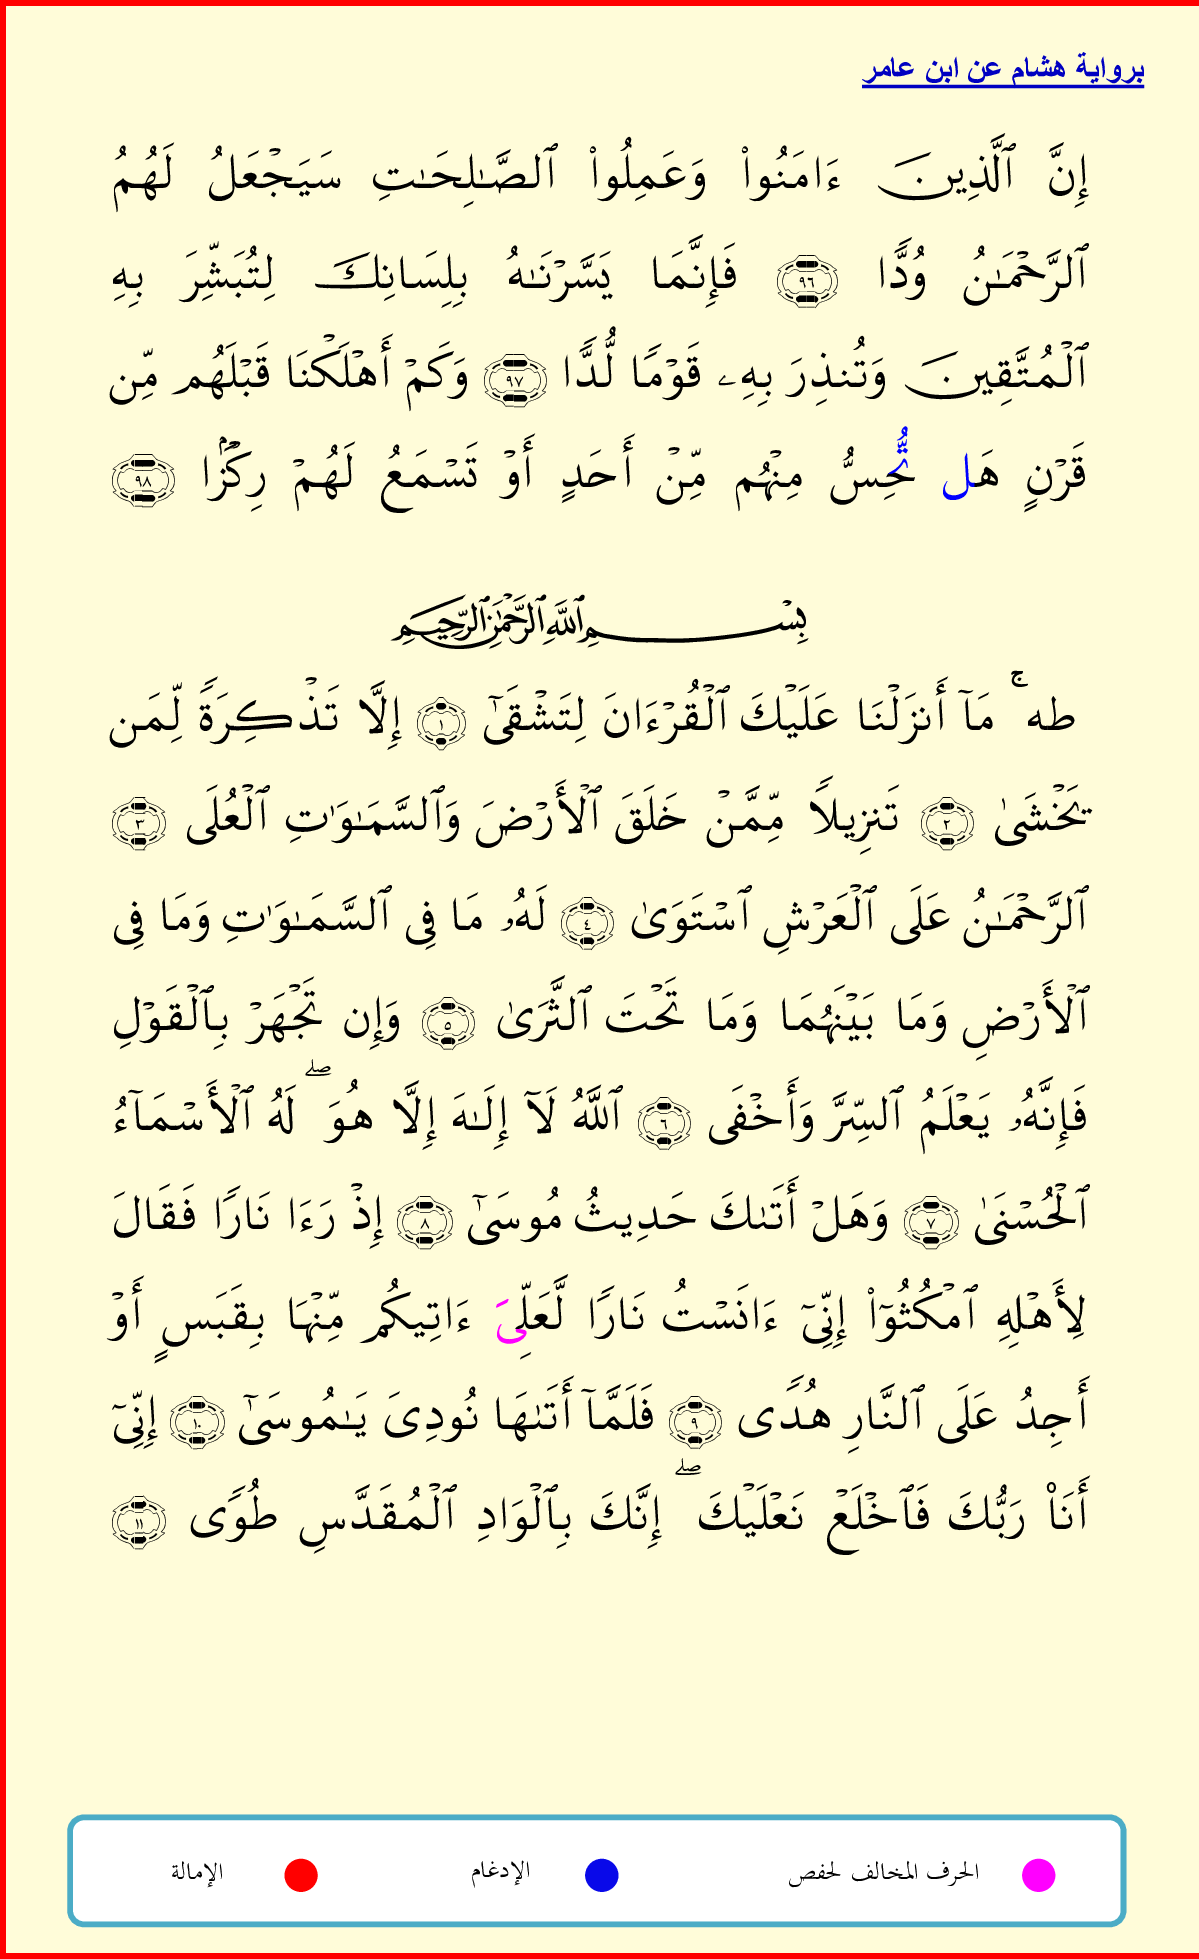 برواية هشام عن ابن عامر
إِنَّ ٱلَّذِينَ ءَامَنُواْ وَعَمِلُواْ ٱلصَّـٰلِحَـٰتِ سَيَجْعَلُ لَهُمُ
ٱلرَّحْمَـٰنُ وُدًّا ٩٦ فَإِنَّمَا يَسَّرْنَـٰهُ بِلِسَانِكَ لِتُبَشِّرَ بِهِ
ٱلْمُتَّقِينَ وَتُنذِرَ بِهِۦ قَوْمًا لُّدًّا ٩٧ وَكَمْ أَهْلَكْنَا قَبْلَهُم مِّن
قَرْنٍ هَل تُّحِسُّ مِنْهُم مِّنْ أَحَدٍ أَوْ تَسْمَعُ لَهُمْ رِكْزًۢا ٩٨
بِسْمِ ٱللَّهِ ٱلرَّحْمَـٰنِ ٱلرَّحِيمِ
طه ۚ مَآ أَنزَلْنَا عَلَيْكَ ٱلْقُرْءَانَ لِتَشْقَىٰٓ ١ إِلَّا تَذْكِرَةً لِّمَن
يَخْشَىٰ ٢ تَنزِيلاً مِّمَّنْ خَلَقَ ٱلْأَرْضَ وَٱلسَّمَـٰوَٰتِ ٱلْعُلَى ٣
ٱلرَّحْمَـٰنُ عَلَى ٱلْعَرْشِ ٱسْتَوَىٰ ٤ لَهُۥ مَا فِى ٱلسَّمَـٰوَٰتِ وَمَا فِى
ٱلْأَرْضِ وَمَا بَيْنَهُمَا وَمَا تَحْتَ ٱلثَّرَىٰ ٥ وَإِن تَجْهَرْ بِٱلْقَوْلِ
فَإِنَّهُۥ يَعْلَمُ ٱلسِّرَّ وَأَخْفَى ٦ ٱللَّهُ لَآ إِلَـٰهَ إِلَّا هُوَ ۖ لَهُ ٱلْأَسْمَآءُ
ٱلْحُسْنَىٰ ٧ وَهَلْ أَتَىٰكَ حَدِيثُ مُوسَىٰٓ ٨ إِذْ رَءَا نَارًا فَقَالَ
لِأَهْلِهِ ٱمْكُثُوٓاْ إِنِّىٓ ءَانَسْتُ نَارًا لَّعَلِّىَ ءَاتِيكُم مِّنْهَا بِقَبَسٍ أَوْ
أَجِدُ عَلَى ٱلنَّارِ هُدًى ٩ فَلَمَّآ أَتَىٰهَا نُودِىَ يَـٰمُوسَىٰٓ ١٠ إِنِّىٓ
أَنَاْ رَبُّكَ فَٱخْلَعْ نَعْلَيْكَ ۖ إِنَّكَ بِٱلْوَادِ ٱلْمُقَدَّسِ طُوًى ١١
الحرف المخالف لحفص الإدغام الإمالة